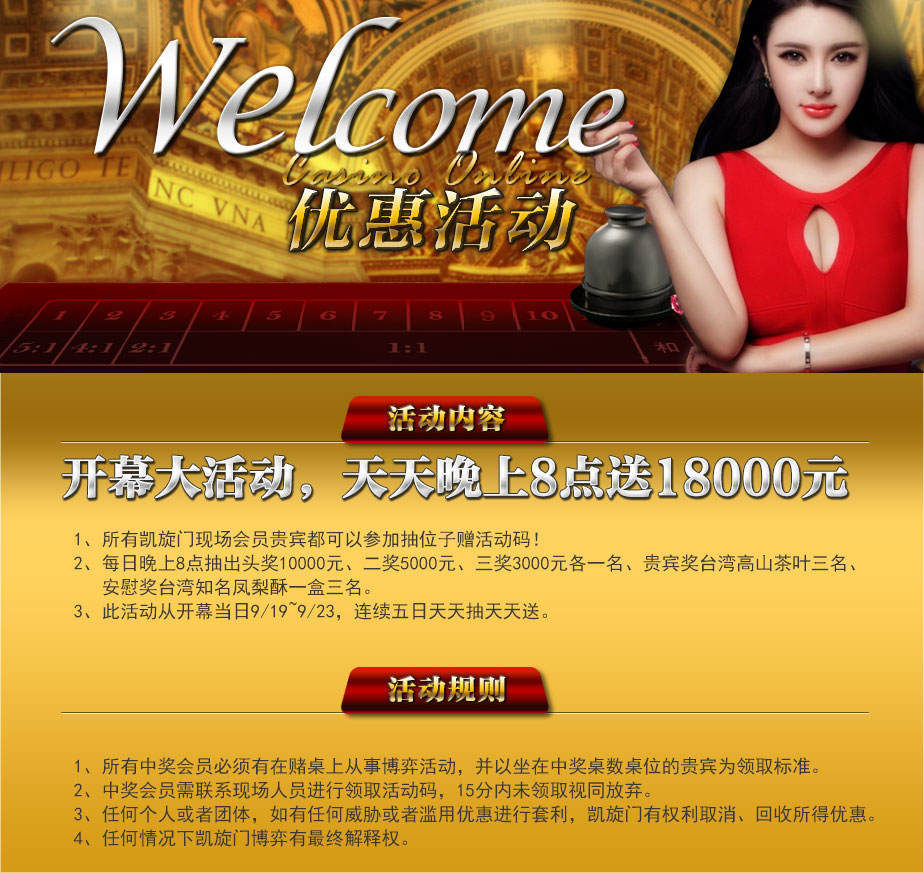 Welcome
Casino Online
优惠活动
ILIGO TE
NC VNA
1 2 3 4 5 6 7 8 9 10
5:1 4:1 2:1 1:1 和
活动内容
开幕大活动，天天晚上8点送18000元
1、所有凯旋门现场会员贵宾都可以参加抽位子赠活动码！
2、每日晚上8点抽出头奖10000元、二奖5000元、三奖3000元各一名、贵宾奖台湾高山茶叶三名、
安慰奖台湾知名凤梨酥一盒三名。
3、此活动从开幕当日9/19~9/23，连续五日天天抽天天送。
活动规则
1、所有中奖会员必须有在赌桌上从事博弈活动，并以坐在中奖桌数桌位的贵宾为领取标准。
2、中奖会员需联系现场人员进行领取活动码，15分内未领取视同放弃。
3、任何个人或者团体，如有任何威胁或者滥用优惠进行套利，凯旋门有权利取消、回收所得优惠。
4、任何情况下凯旋门博弈有最终解释权。